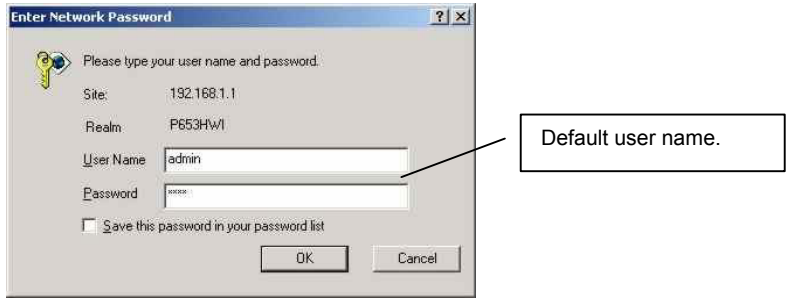 Enter Network Password
Please type your user name and password.
Site: 192.168.1.1
Realm P653HWI
User Name admin
Default user name.
Password ××××
Save this password in your password list
OK Cancel